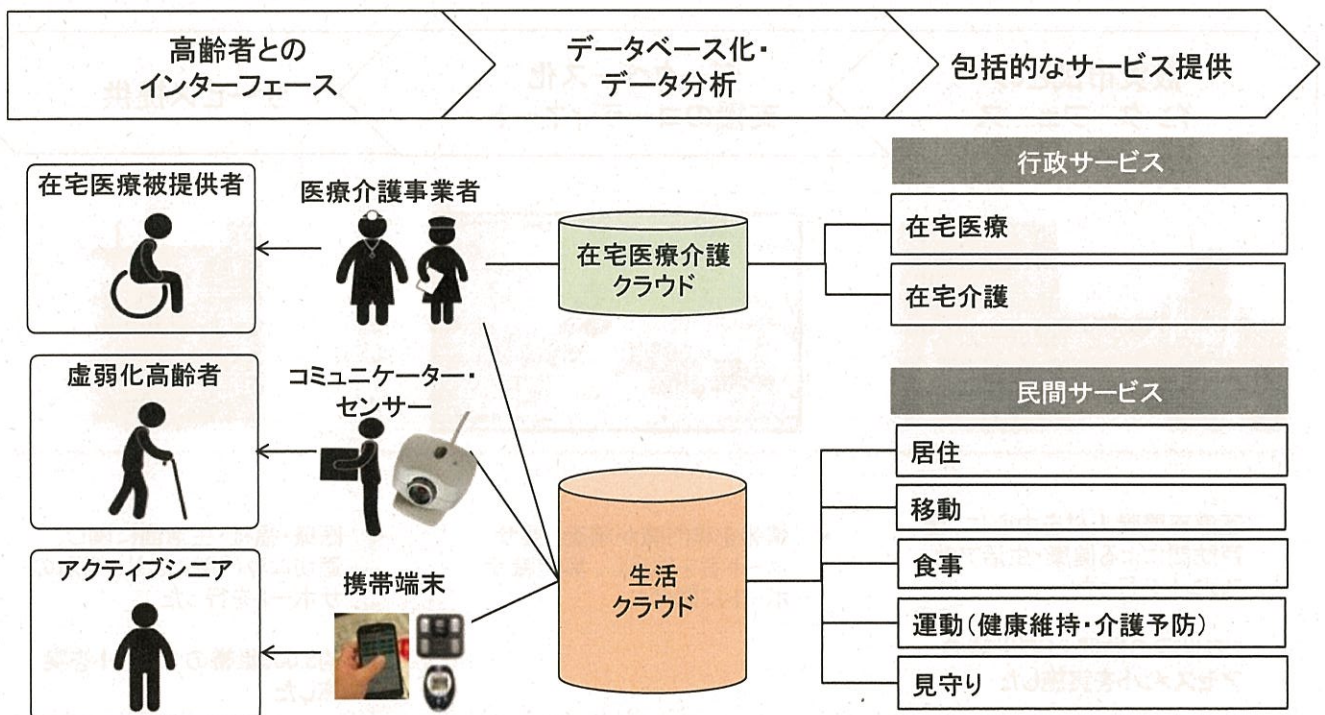 高齢者との
インターフェース
データベース化・
データ分析
包括的なサービス提供
在宅医療被提供者
医療介護事業者
在宅医療介護
クラウド
行政サービス
在宅医療
在宅介護
虚弱化高齢者
コミュニケーター・
センサー
民間サービス
居住
移動
食事
運動(健康維持・介護予防)
見守り
アクティブシニア
携帯端末
生活
クラウド